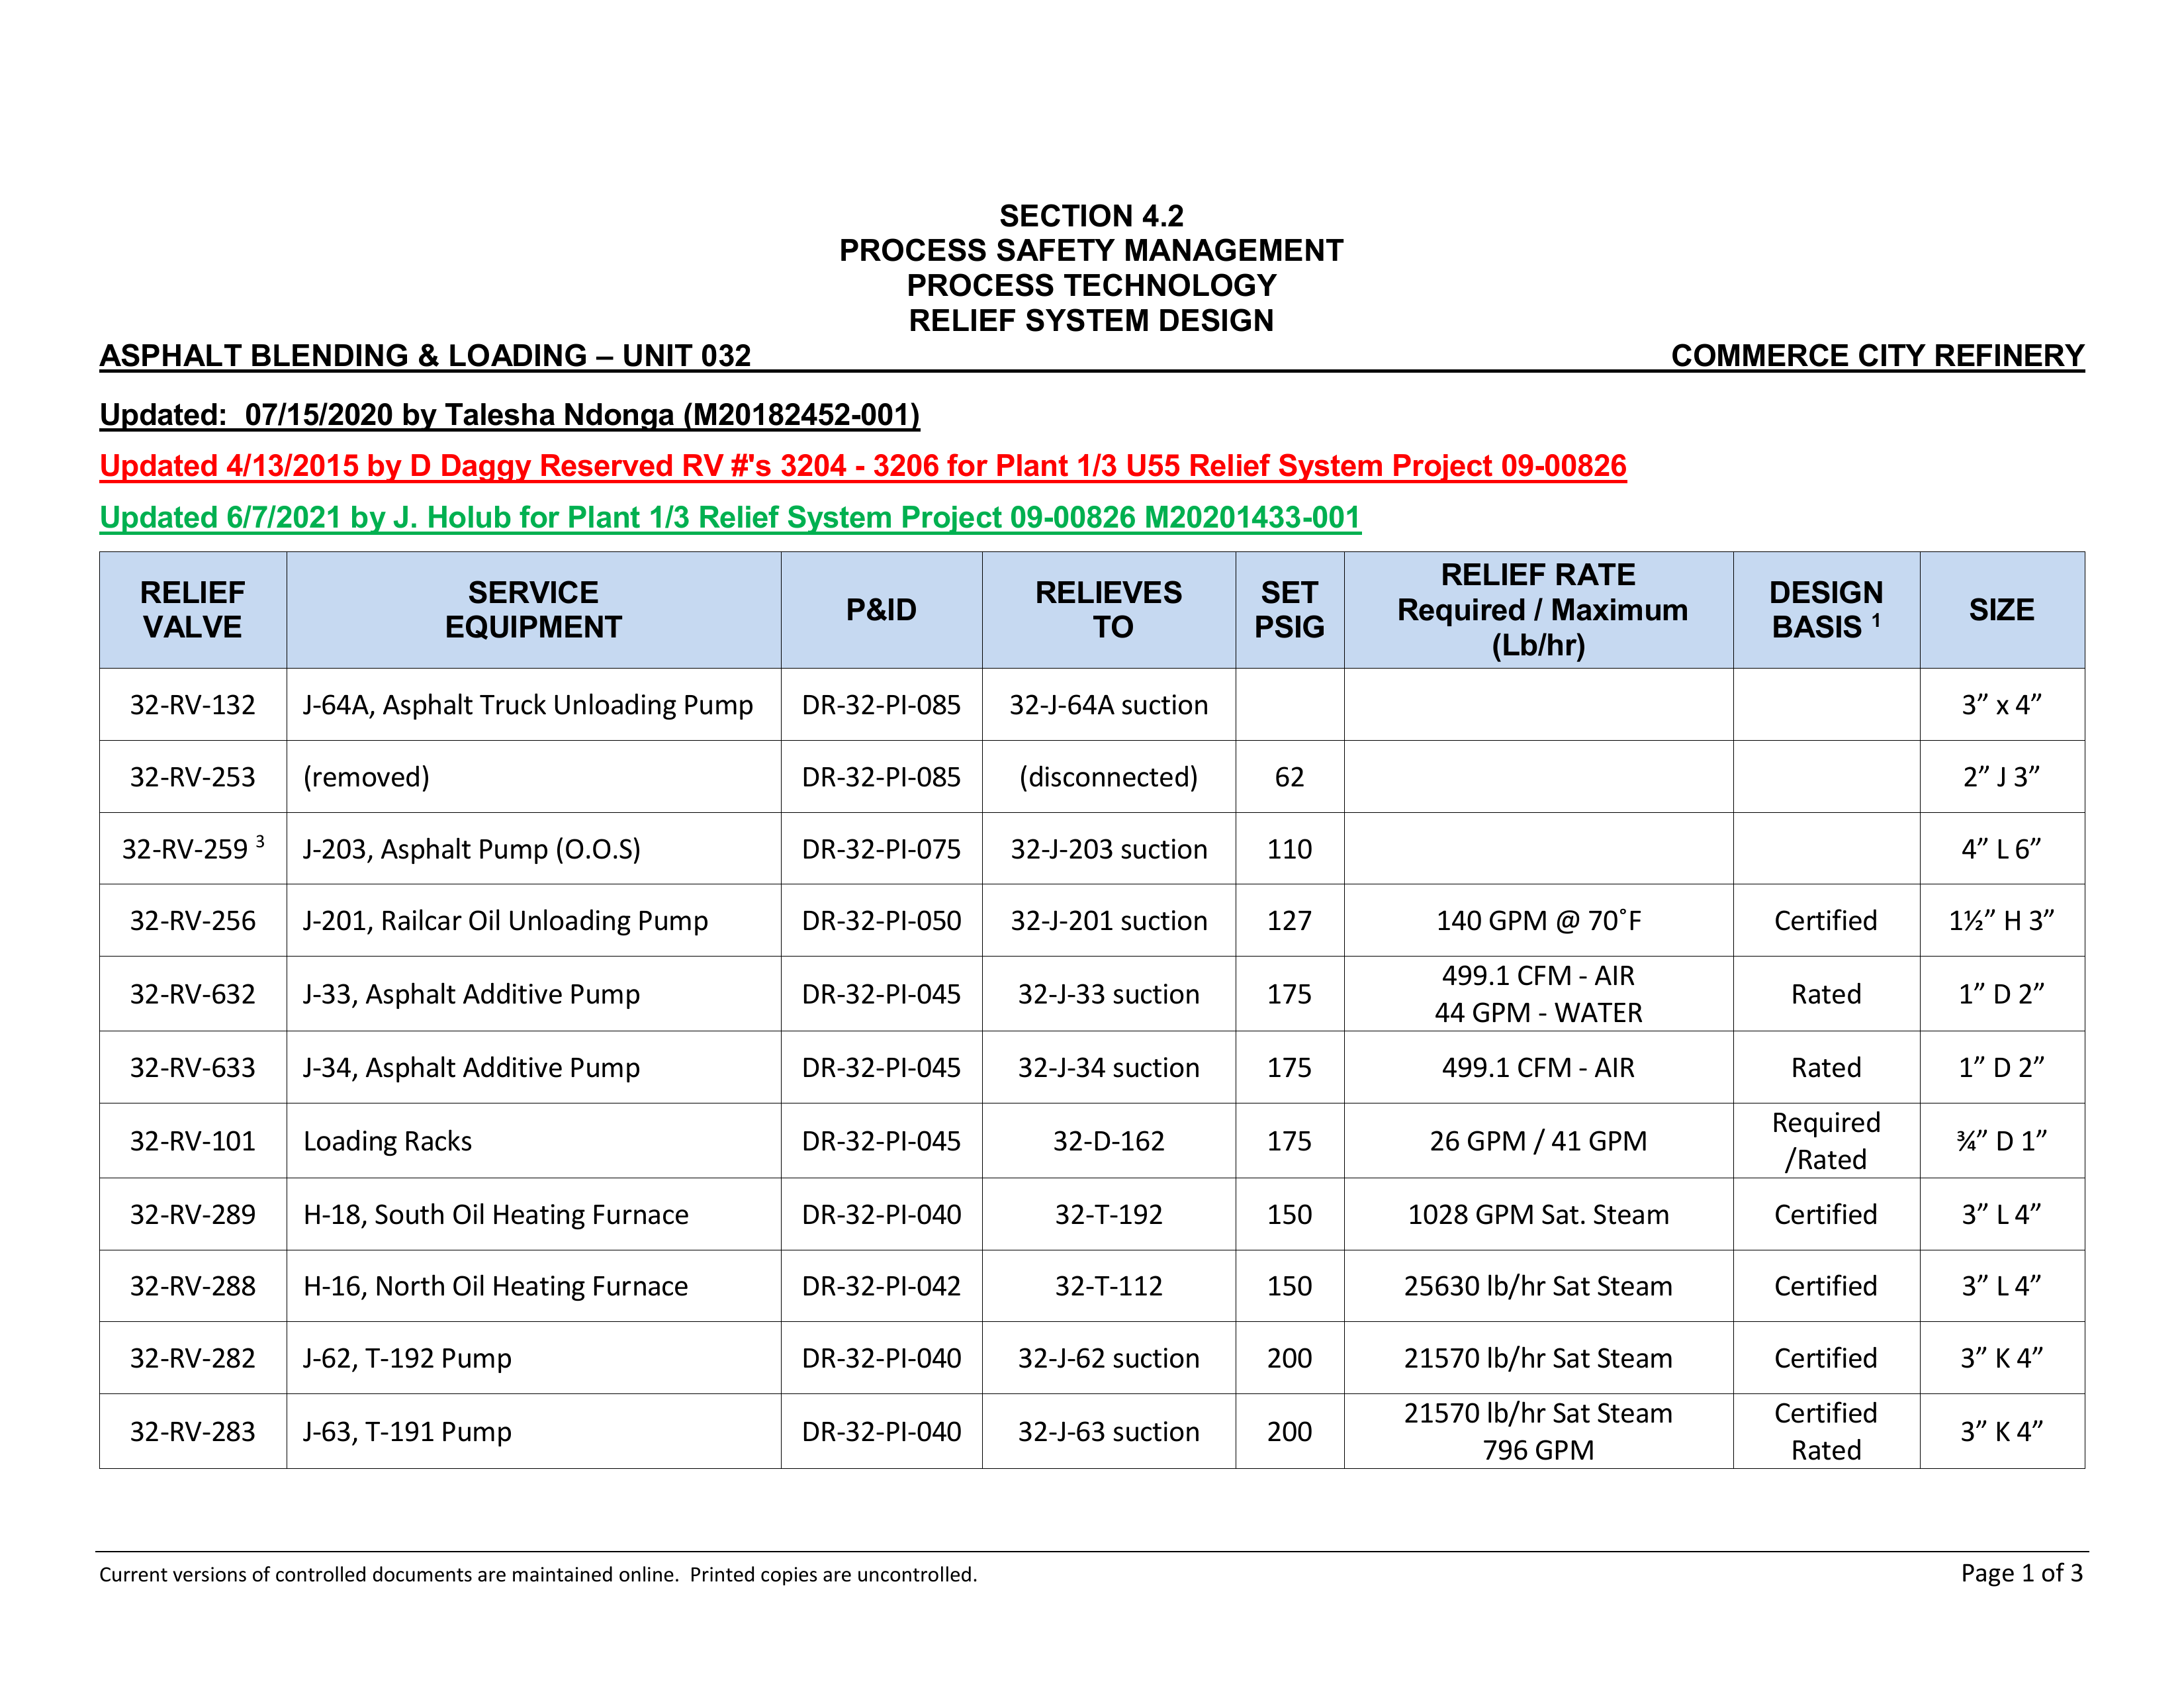 SECTION 4.2
PROCESS SAFETY MANAGEMENT
PROCESS TECHNOLOGY
RELIEF SYSTEM DESIGN
ASPHALT BLENDING & LOADING – UNIT 032 COMMERCE CITY REFINERY
Updated:  07/15/2020 by Talesha Ndonga (M20182452-001)
Updated 4/13/2015 by D Daggy Reserved RV #'s 3204 - 3206 for Plant 1/3 U55 Relief System Project 09-00826
Updated 6/7/2021 by J. Holub for Plant 1/3 Relief System Project 09-00826 M20201433-001
RELIEF VALVE SERVICE EQUIPMENT P&ID RELIEVES TO SET PSIG RELIEF RATE Required / Maximum (Lb/hr) DESIGN BASIS ¹ SIZE
32-RV-132 J-64A, Asphalt Truck Unloading Pump DR-32-PI-085 32-J-64A suction 3” x 4”
32-RV-253 (removed) DR-32-PI-085 (disconnected) 62 2” J 3”
32-RV-259 ³ J-203, Asphalt Pump (O.O.S) DR-32-PI-075 32-J-203 suction 110 4” L 6”
32-RV-256 J-201, Railcar Oil Unloading Pump DR-32-PI-050 32-J-201 suction 127 140 GPM @ 70˚F Certified 1½” H 3”
32-RV-632 J-33, Asphalt Additive Pump DR-32-PI-045 32-J-33 suction 175 499.1 CFM - AIR 44 GPM - WATER Rated 1” D 2”
32-RV-633 J-34, Asphalt Additive Pump DR-32-PI-045 32-J-34 suction 175 499.1 CFM - AIR Rated 1” D 2”
32-RV-101 Loading Racks DR-32-PI-045 32-D-162 175 26 GPM / 41 GPM Required /Rated ¾” D 1”
32-RV-289 H-18, South Oil Heating Furnace DR-32-PI-040 32-T-192 150 1028 GPM Sat. Steam Certified 3” L 4”
32-RV-288 H-16, North Oil Heating Furnace DR-32-PI-042 32-T-112 150 25630 lb/hr Sat Steam Certified 3” L 4”
32-RV-282 J-62, T-192 Pump DR-32-PI-040 32-J-62 suction 200 21570 lb/hr Sat Steam Certified 3” K 4”
32-RV-283 J-63, T-191 Pump DR-32-PI-040 32-J-63 suction 200 21570 lb/hr Sat Steam 796 GPM Certified Rated 3” K 4”
Current versions of controlled documents are maintained online.  Printed copies are uncontrolled. Page 1 of 3